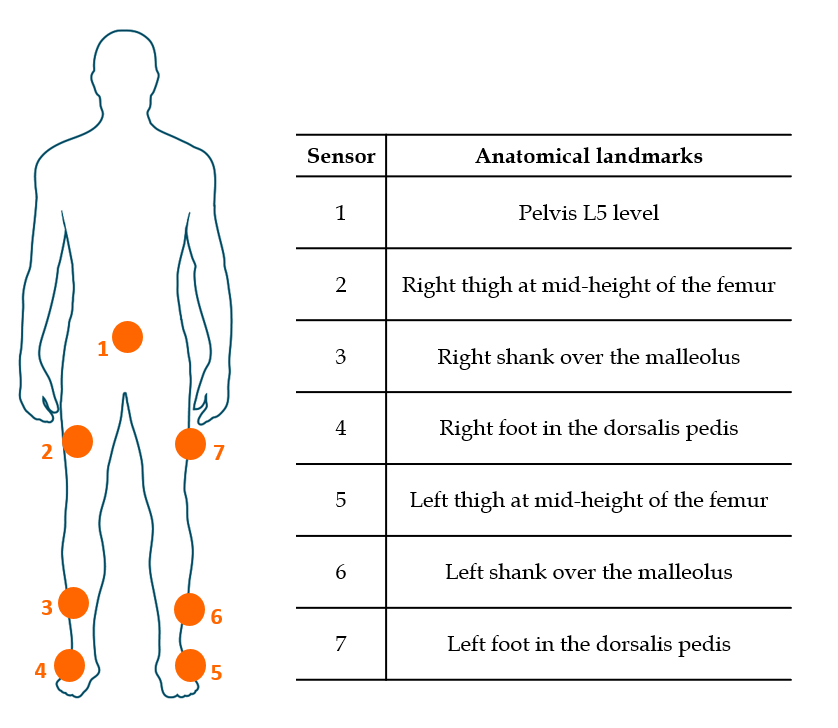 1
2
7
3
6
4
5
Sensor Anatomical landmarks
1 Pelvis L5 level
2 Right thigh at mid-height of the femur
3 Right shank over the malleolus
4 Right foot in the dorsalis pedis
5 Left thigh at mid-height of the femur
6 Left shank over the malleolus
7 Left foot in the dorsalis pedis